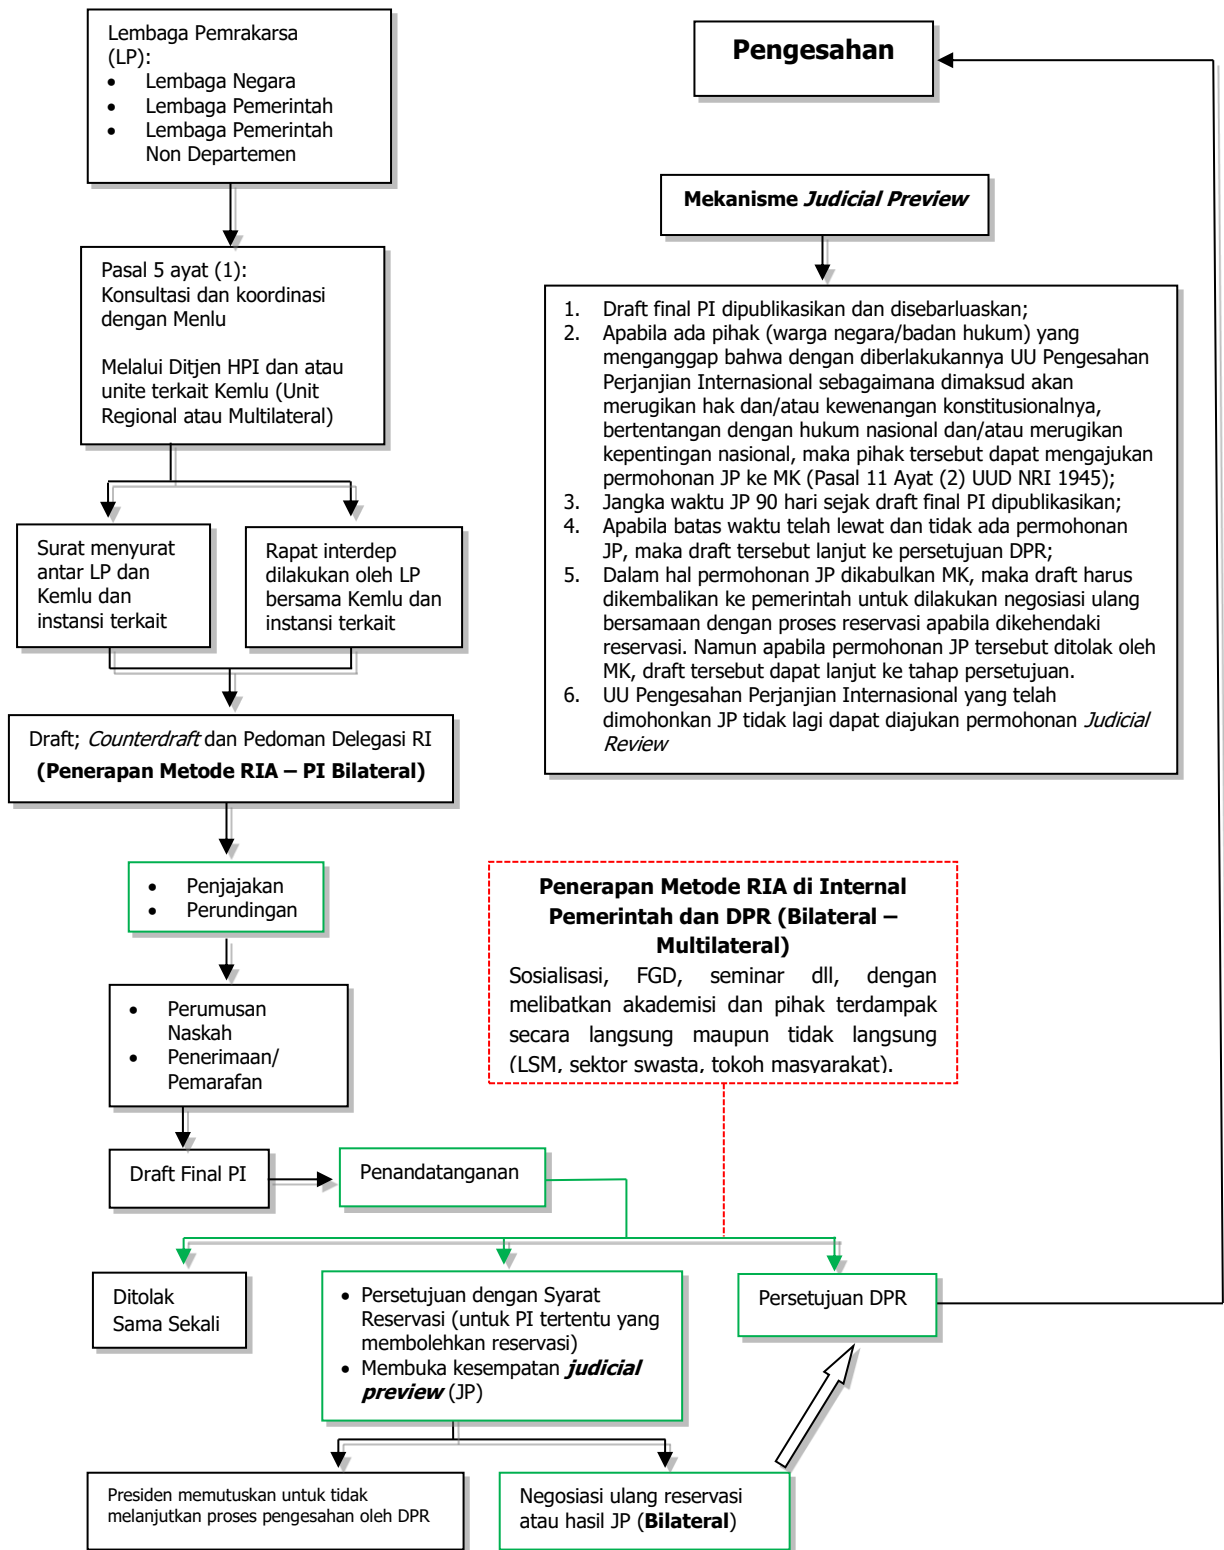 Lembaga Pemrakarsa
(LP):
• Lembaga Negara
• Lembaga Pemerintah
• Lembaga Pemerintah
Non Departemen
Pasal 5 ayat (1):
Konsultasi dan koordinasi
dengan Menlu
Melalui Ditjen HPI dan atau
unite terkait Kemlu (Unit
Regional atau Multilateral)
Surat menyurat
antar LP dan
Kemlu dan
instansi terkait
Rapat interdep
dilakukan oleh LP
bersama Kemlu dan
instansi terkait
Draft; Counterdraft dan Pedoman Delegasi RI
(Penerapan Metode RIA – PI Bilateral)
• Penjajakan
• Perundingan
• Perumusan
Naskah
• Penerimaan/
Pemarafan
Draft Final PI
Penandatanganan
Pengesahan
Mekanisme Judicial Preview
1. Draft final PI dipublikasikan dan disebarluaskan;
2. Apabila ada pihak (warga negara/badan hukum) yang
menganggap bahwa dengan diberlakukannya UU Pengesahan
Perjanjian Internasional sebagaimana dimaksud akan
merugikan hak dan/atau kewenangan konstitusionalnya,
bertentangan dengan hukum nasional dan/atau merugikan
kepentingan nasional, maka pihak tersebut dapat mengajukan
permohonan JP ke MK (Pasal 11 Ayat (2) UUD NRI 1945);
3. Jangka waktu JP 90 hari sejak draft final PI dipublikasikan;
4. Apabila batas waktu telah lewat dan tidak ada permohonan
JP, maka draft tersebut lanjut ke persetujuan DPR;
5. Dalam hal permohonan JP dikabulkan MK, maka draft harus
dikembalikan ke pemerintah untuk dilakukan negosiasi ulang
bersamaan dengan proses reservasi apabila dikehendaki
reservasi. Namun apabila permohonan JP tersebut ditolak oleh
MK, draft tersebut dapat lanjut ke tahap persetujuan.
6. UU Pengesahan Perjanjian Internasional yang telah
dimohonkan JP tidak lagi dapat diajukan permohonan Judicial
Review
Penerapan Metode RIA di Internal
Pemerintah dan DPR (Bilateral –
Multilateral)
Sosialisasi, FGD, seminar dll, dengan
melibatkan akademisi dan pihak terdampak
secara langsung maupun tidak langsung
(LSM, sektor swasta, tokoh masyarakat).
Ditolak
Sama Sekali
• Persetujuan dengan Syarat
Reservasi (untuk PI tertentu yang
membolehkan reservasi)
• Membuka kesempatan judicial
preview (JP)
Persetujuan DPR
Presiden memutuskan untuk tidak
melanjutkan proses pengesahan oleh DPR
Negosiasi ulang reservasi
atau hasil JP (Bilateral)